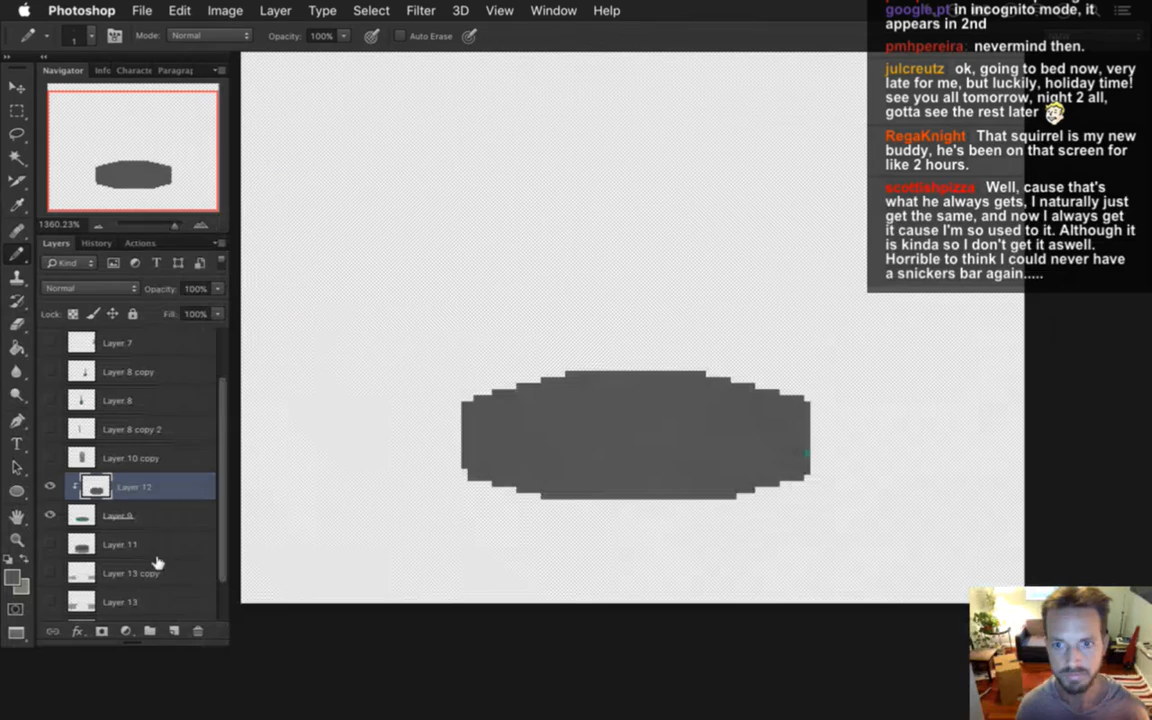 Photoshop File Edit Image Layer Type Select Filter 3D View Window Help
google.pt in incognito mode, it
appears in 2nd
pmhpereira: nevermind then.
julcreutz ok, going to bed now, very
late for me, but luckily, holiday time!
see you all tomorrow, night 2 all,
gotta see the rest later
RegaKnight That squirrel is my new
buddy, he's been on that screen for
like 2 hours.
scottishpizza Well, cause that's
what he always gets, I naturally just
get the same, and now I always get
it cause I'm so used to it. Although it
is kinda so I don't get it aswell.
Horrible to think I could never have
a snickers bar again.....
1 Mode: Normal Opacity: 100% Auto Erase
Navigator Info Characte Paragraj
1360.23%
Layers History Actions
Kind
Normal Opacity: 100%
Lock: Fill: 100%
Layer 7
Layer 8 copy
Layer 8
Layer 8 copy 2
Layer 10 copy
Layer 12
Layer 9
Layer 11
Layer 13 copy
Layer 13
fx